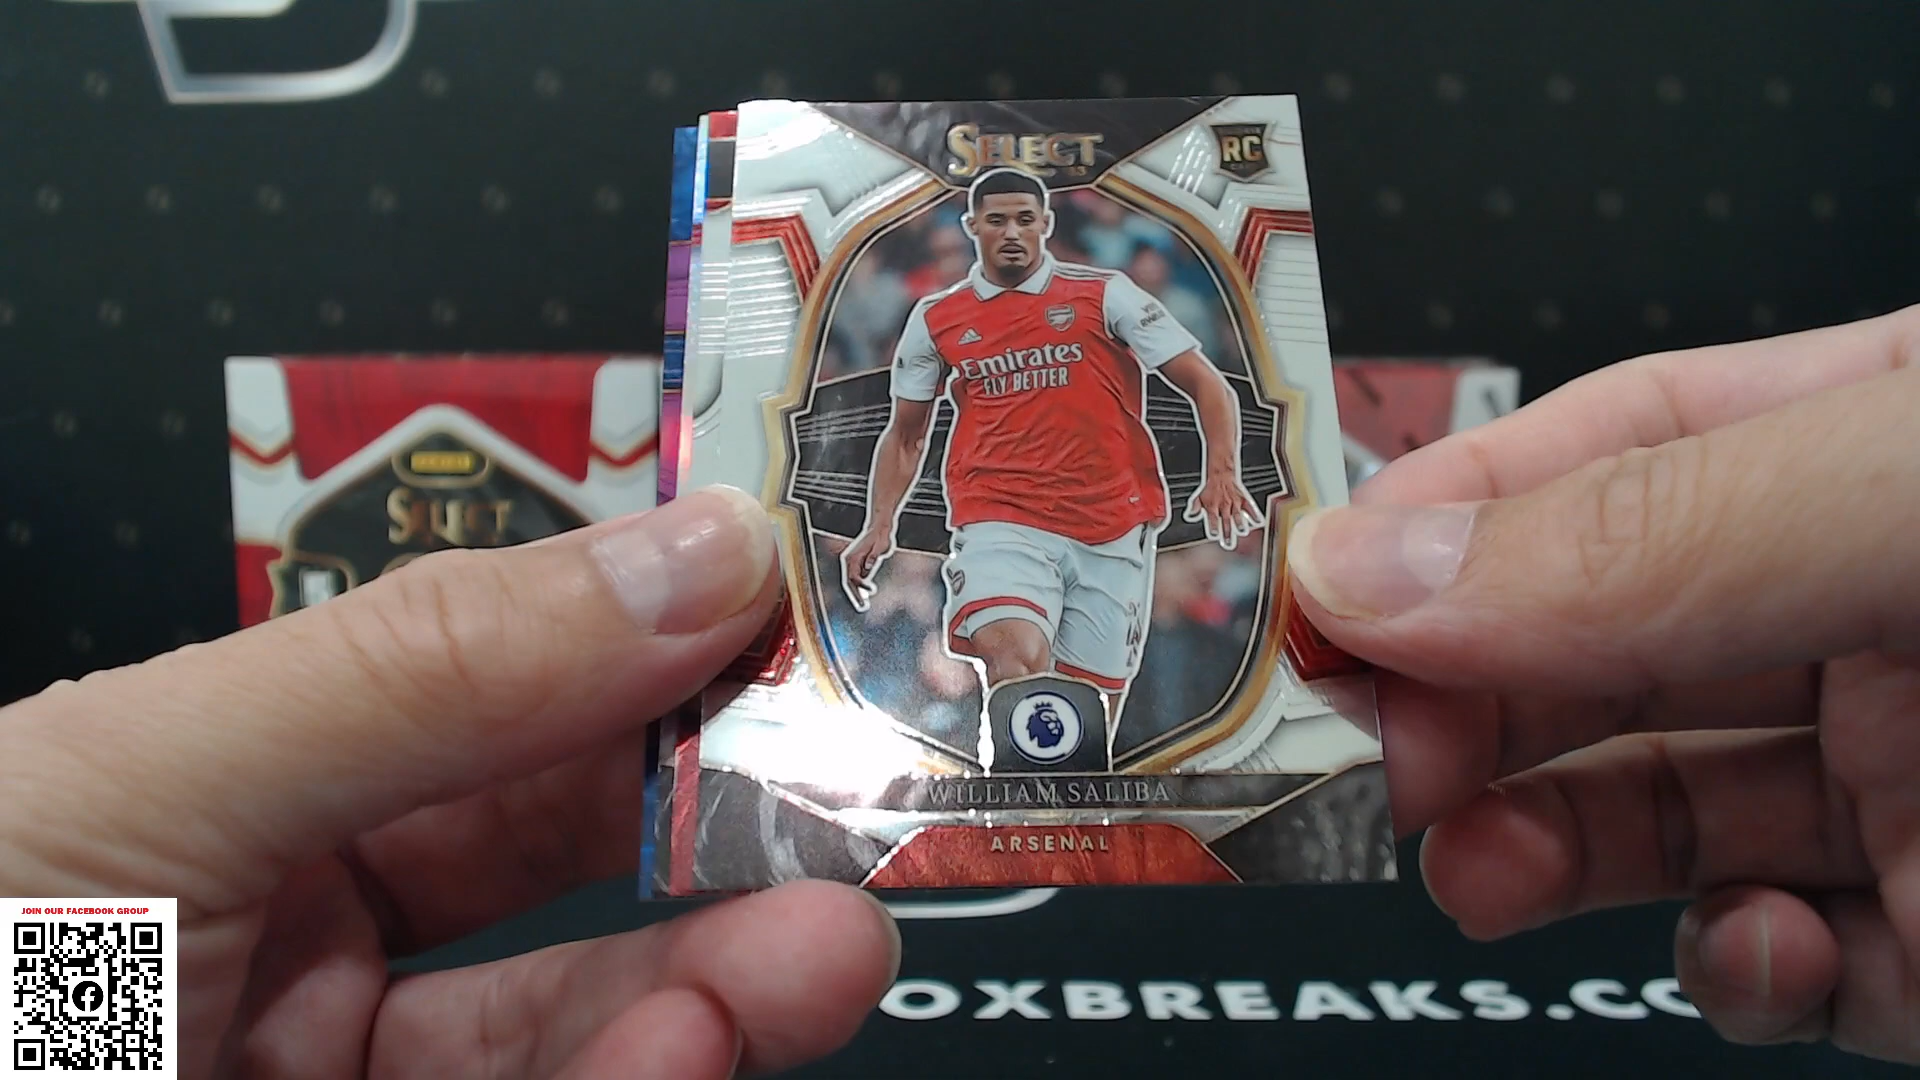 SELECT
RC
Emirates
FLY BETTER
WILLIAM SALIBA
ARSENAL
SELECT
JOIN OUR FACEBOOK GROUP
OXBREAKS.CO